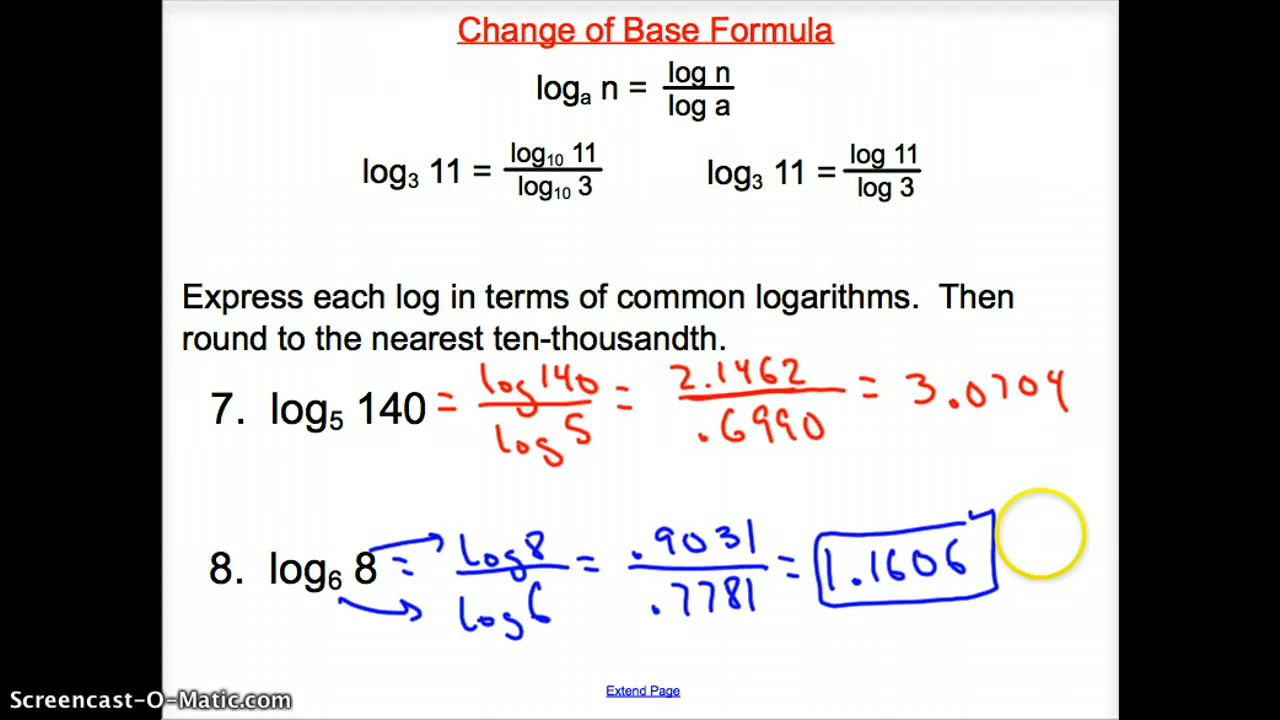 Change of Base Formula
logₐ n = log n / log a
log₃ 11 = log₁₀ 11 / log₁₀ 3
log₃ 11 = log 11 / log 3
Express each log in terms of common logarithms. Then
round to the nearest ten-thousandth.
7. log₅ 140 = log 140 / log 5 = 2.1462 / .6990 = 3.0704
8. log₆ 8 = log 8 / log 6 = .9031 / .7781 = 1.1606
Extend Page
Screencast-O-Matic.com